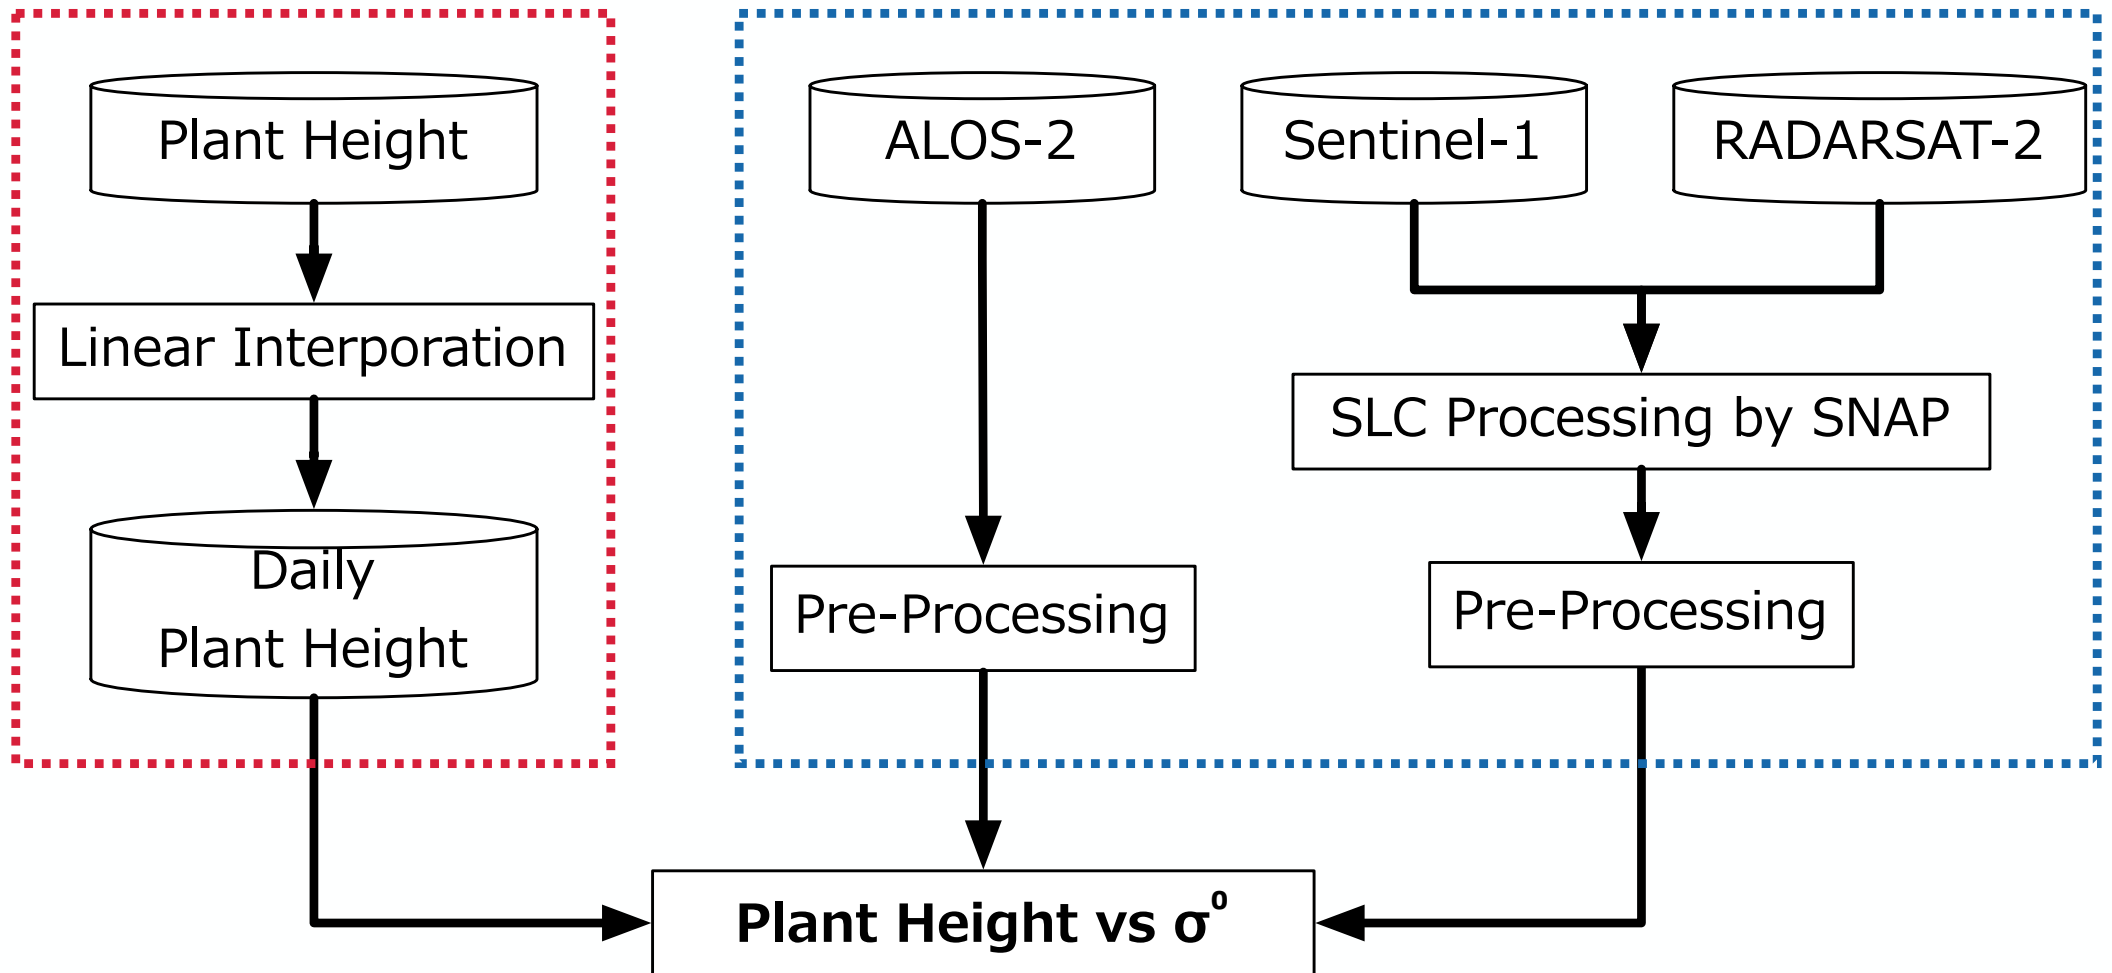 Plant Height
ALOS-2
Sentinel-1
RADARSAT-2
Linear Interporation
SLC Processing by SNAP
Daily
Plant Height
Pre-Processing
Pre-Processing
Plant Height vs σ⁰